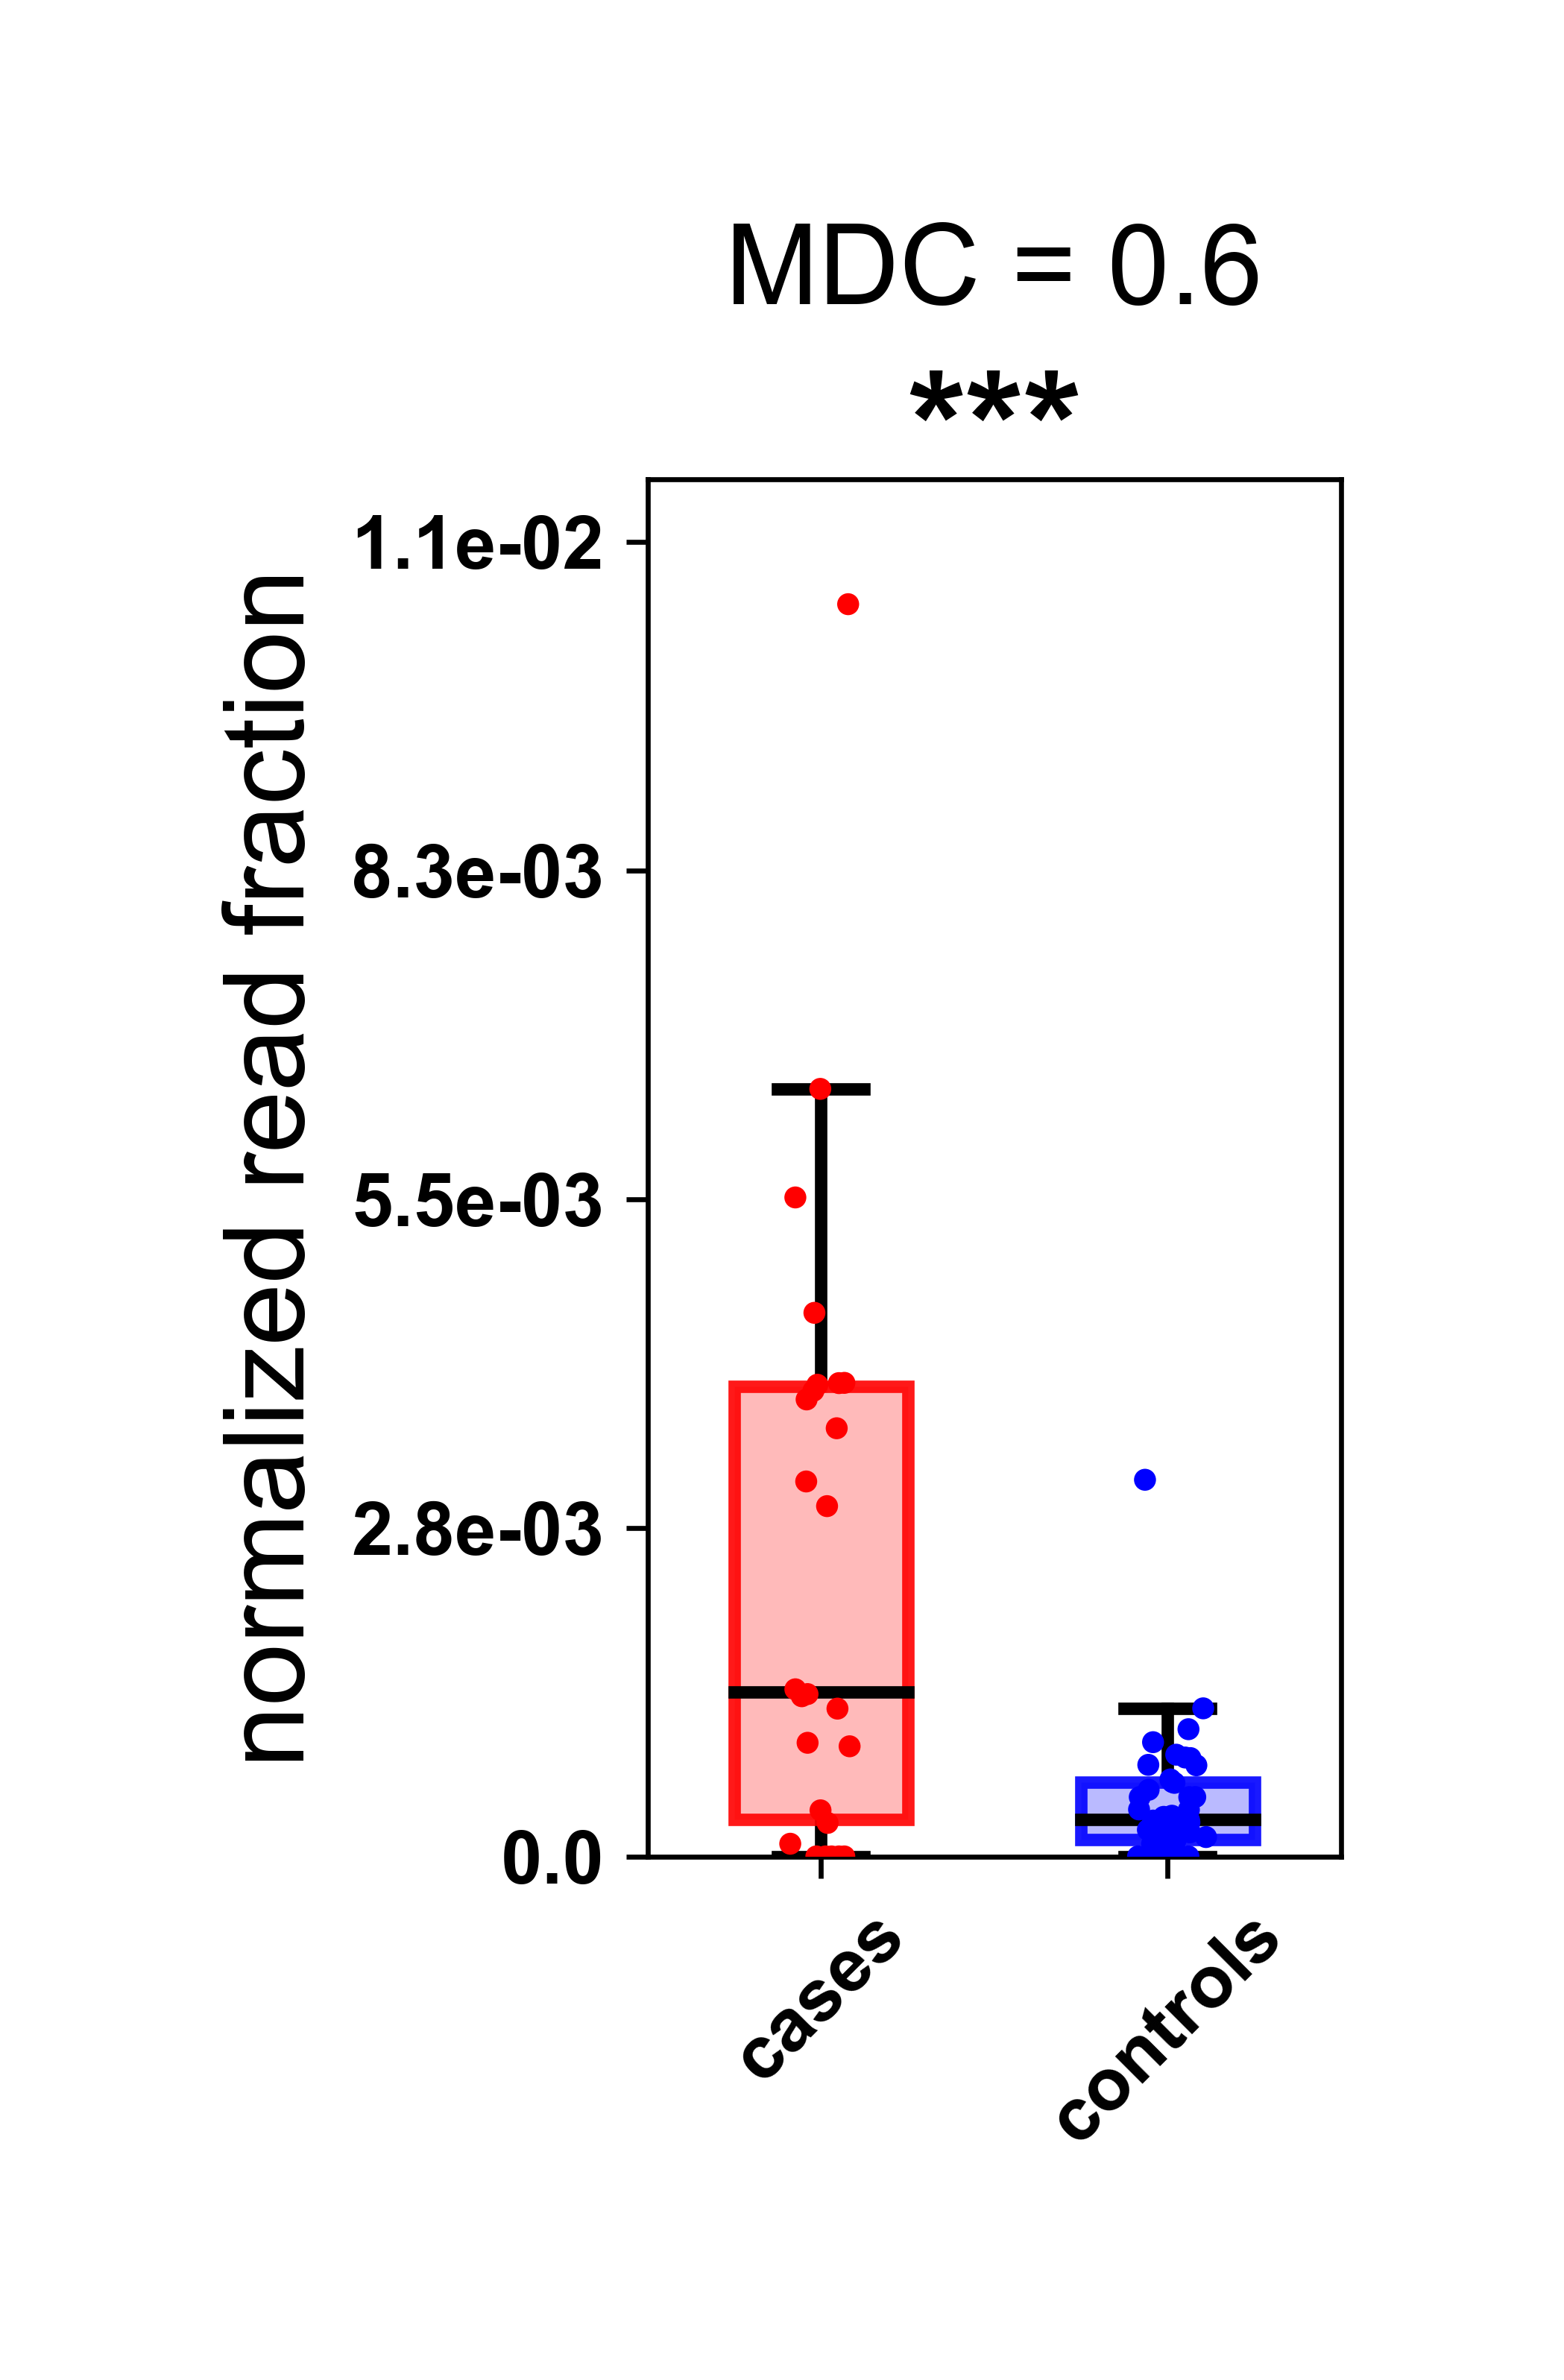 MDC = 0.6
***
normalized read fraction
1.1e-02
8.3e-03
5.5e-03
2.8e-03
0.0
cases
controls